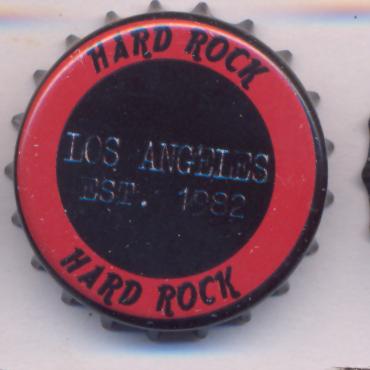 HARD ROCK
LOS ANGELES
EST. 1982
HARD ROCK